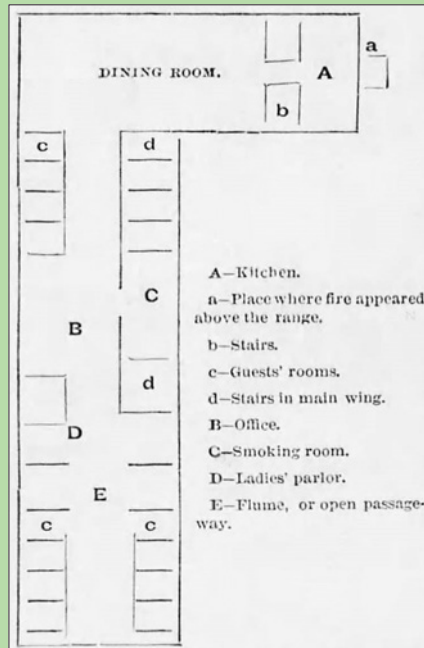 a
DINING ROOM. A
b
c d
A—Kitchen.
a—Place where fire appeared
above the range.
C
B b—Stairs.
c—Guests' rooms.
d
d—Stairs in main wing.
D B—Office.
C—Smoking room.
D—Ladies' parlor.
E E—Flume, or open passage-
way.
c c